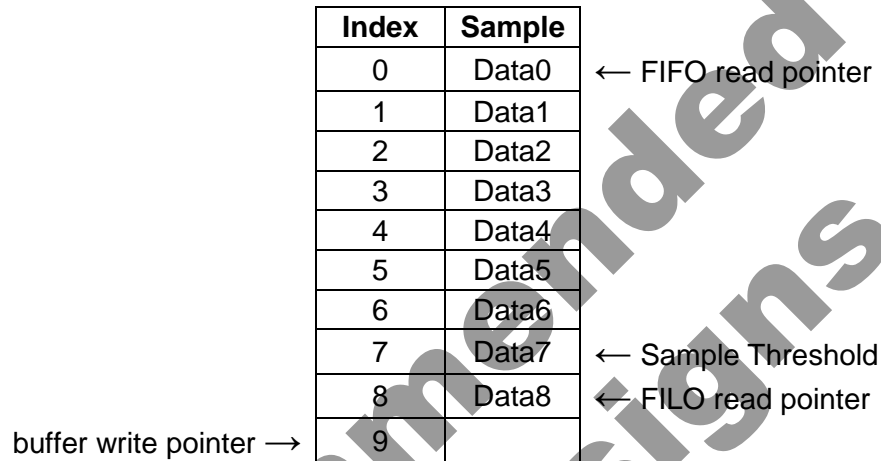 Index Sample
0 Data0 ← FIFO read pointer
1 Data1
2 Data2
3 Data3
4 Data4
5 Data5
6 Data6
7 Data7 ← Sample Threshold
8 Data8 ← FILO read pointer
buffer write pointer → 9